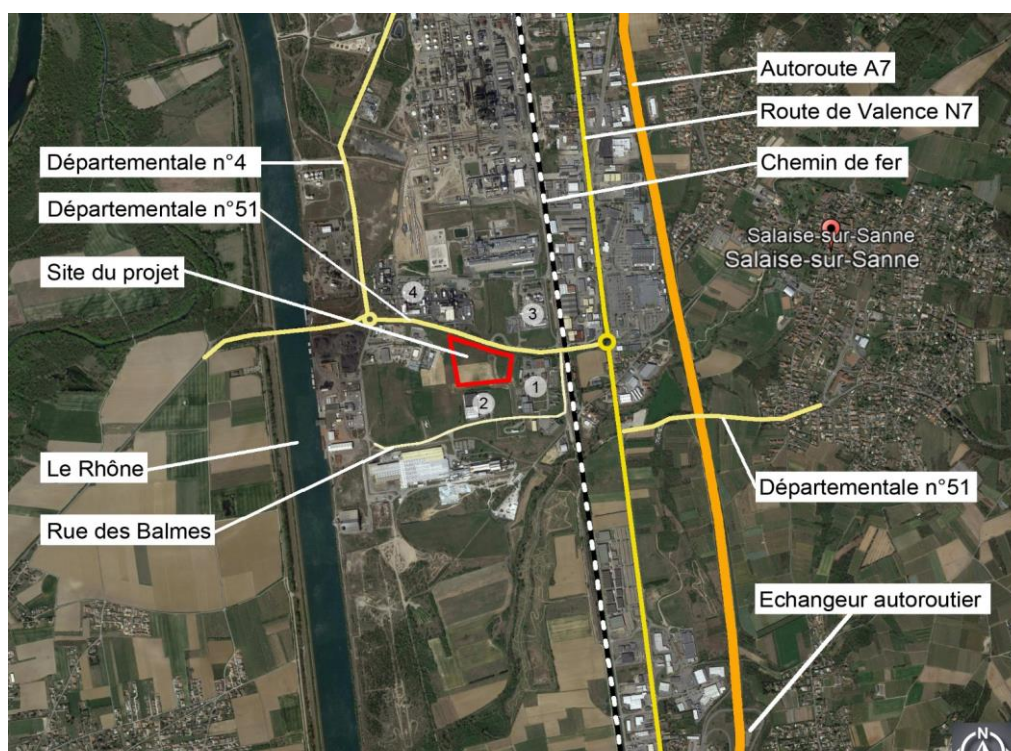 Autoroute A7
Route de Valence N7
Départementale n°4
Chemin de fer
Départementale n°51
Salaise-sur-Sanne
Salaise-sur-Sanne
Site du projet
4
3
1
2
Le Rhône
Départementale n°51
Rue des Balmes
Echangeur autoroutier
N